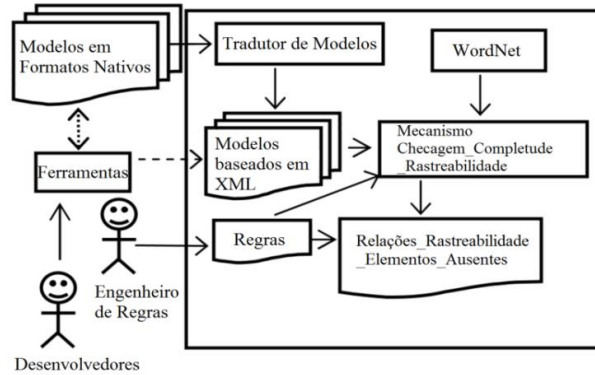 Modelos em
Formatos Nativos
Tradutor de Modelos
WordNet
Ferramentas
Modelos
baseados em
XML
Mecanismo
Checagem_Completude
_Rastreabilidade
Regras
Relações_Rastreabilidade
_Elementos_Ausentes
Engenheiro
de Regras
Desenvolvedores